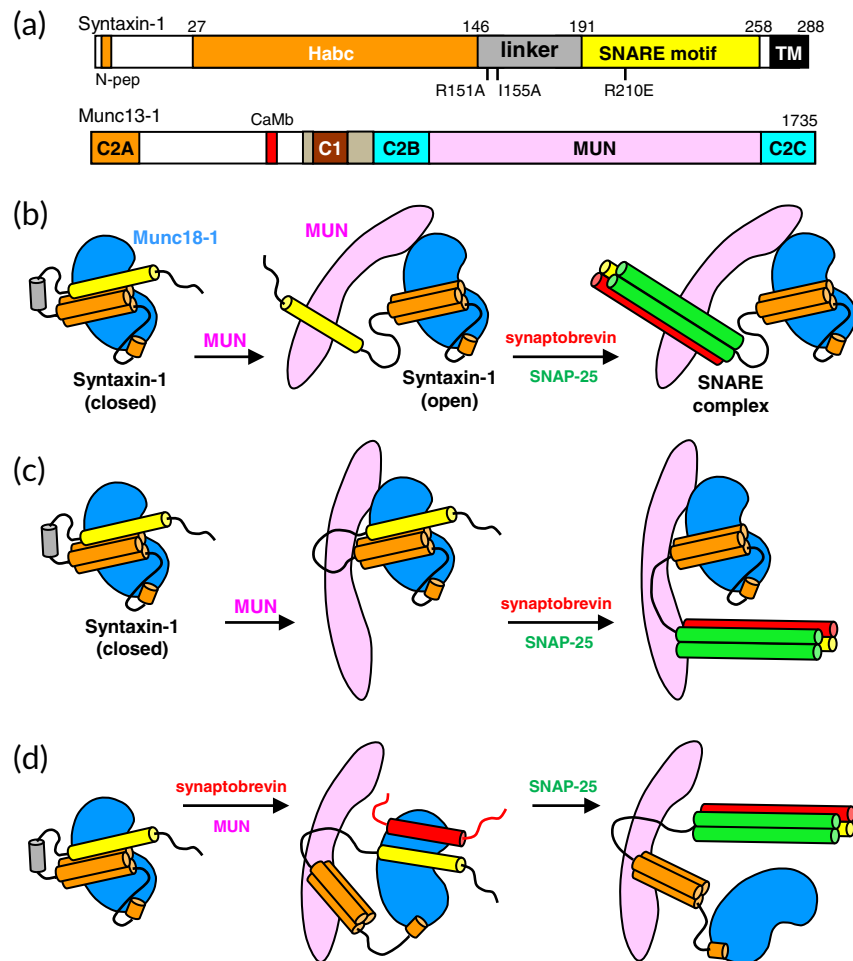 (a)
Syntaxin-1
27 146 191 258 288
Habc linker SNARE motif TM
N-pep
R151A I155A R210E
Munc13-1 CaMb 1735
C2A C1 C2B MUN C2C
(b)
Munc18-1 MUN
MUN synaptobrevin
Syntaxin-1 Syntaxin-1 SNAP-25 SNARE
(closed) (open) complex
(c)
MUN synaptobrevin
Syntaxin-1 SNAP-25
(closed)
(d)
synaptobrevin SNAP-25
MUN